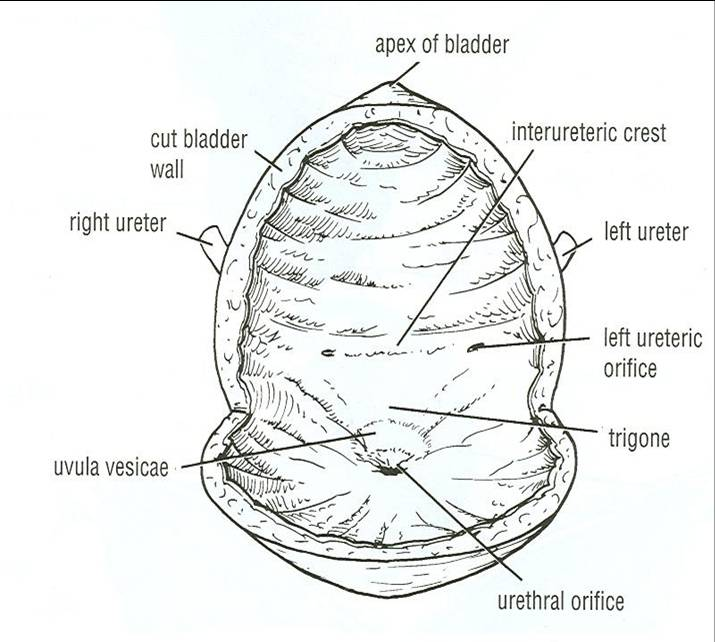 apex of bladder
cut bladder
wall
interureteric crest
right ureter
left ureter
left ureteric
orifice
trigone
uvula vesicae
urethral orifice